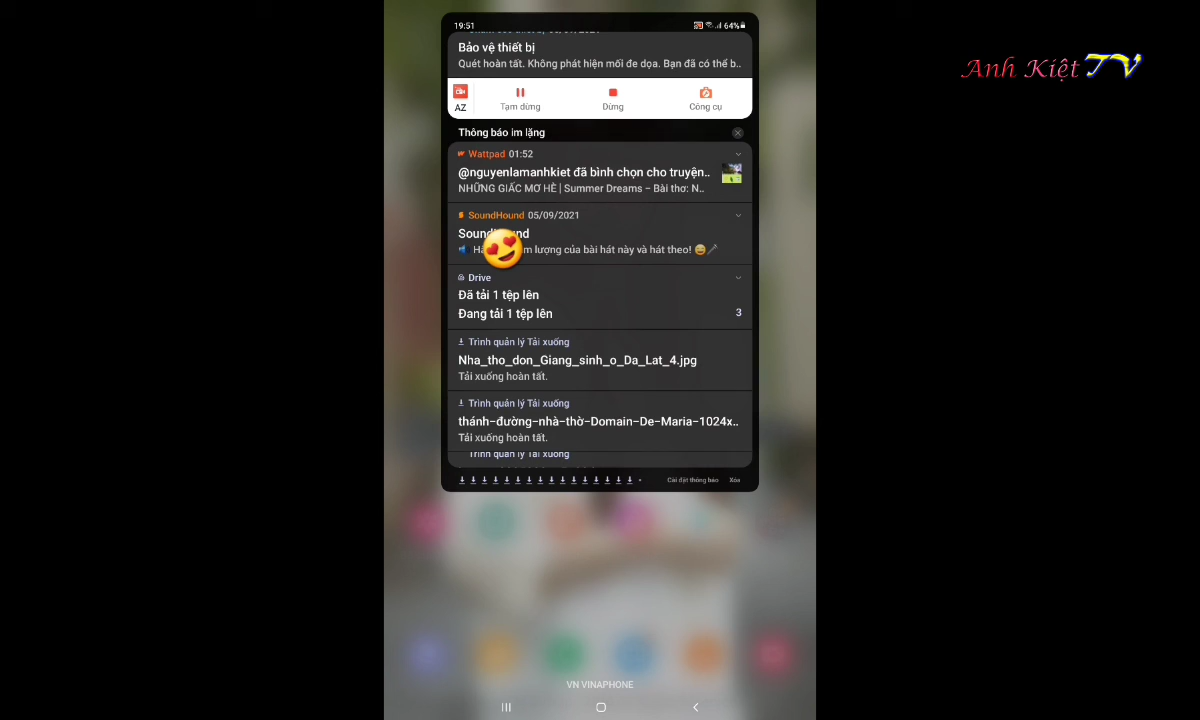 19:51
64%
Anh Kiệt TV
Bảo vệ thiết bị
Quét hoàn tất. Không phát hiện mối đe dọa. Bạn đã có thể b..
AZ
Tạm dừng
Dừng
Công cụ
Thông báo im lặng
Wattpad 01:52
@nguyenlamanhkiet đã bình chọn cho truyện..
NHỮNG GIẤC MƠ HÈ | Summer Dreams – Bài thơ: N..
SoundHound 05/09/2021
lượng của bài hát này và hát theo!
Drive
Đã tải 1 tệp lên
Đang tải 1 tệp lên
3
Trình quản lý Tải xuống
Nha_tho_don_Giang_sinh_o_Da_Lat_4.jpg
Tải xuống hoàn tất.
Trình quản lý Tải xuống
thánh-đường-nhà-thờ-Domain-De-Maria-1024x..
Tải xuống hoàn tất.
Trình quản lý Tải xuống
Cài đặt thông báo
Xóa
VN VINAPHONE